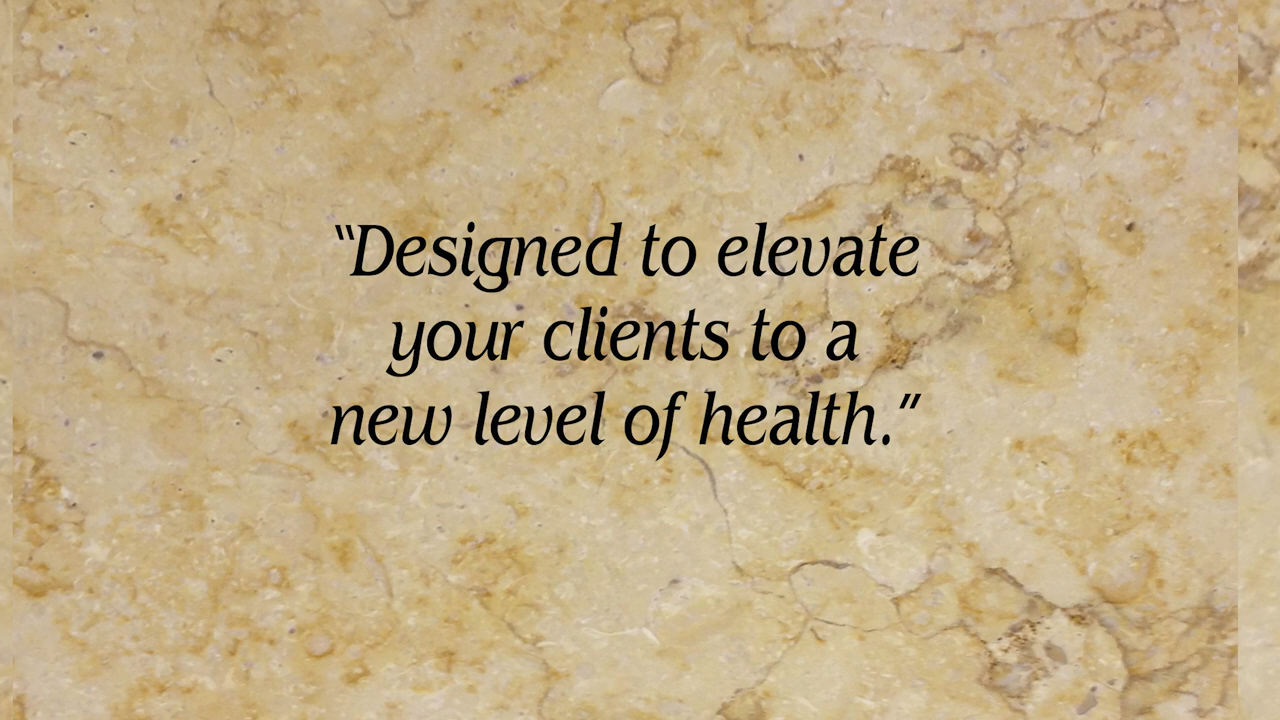 “Designed to elevate
your clients to a
new level of health.”